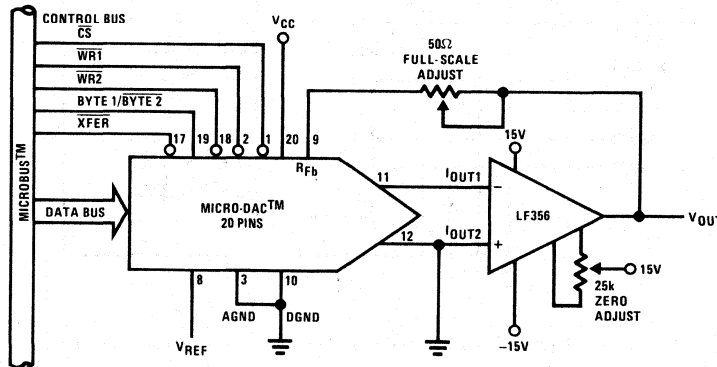 CONTROL BUS
CS
WR1
WR2
BYTE 1/BYTE 2
XFER
MICROBUS™
DATA BUS
17
19
18
2
1
20
9
VCC
50Ω
FULL-SCALE
ADJUST
RFb
MICRO-DAC™
20 PINS
11
IOUT1
12
IOUT2
8
3
10
VREF
AGND
DGND
15V
−
LF356
+
-15V
VOUT
15V
25k
ZERO
ADJUST